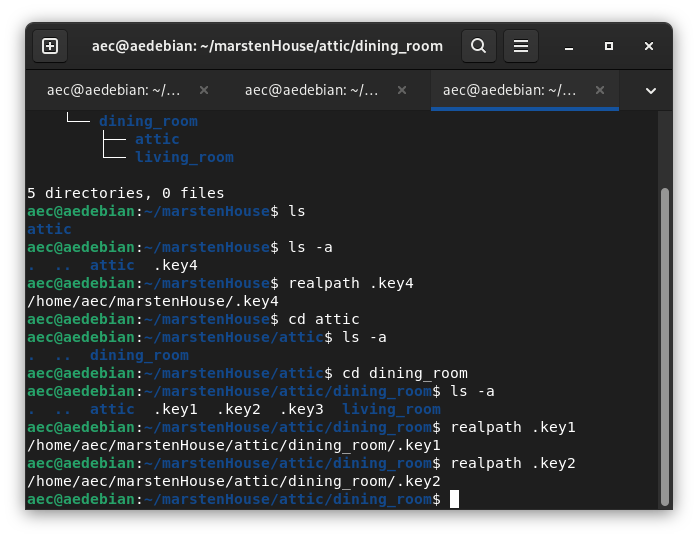 aec@aedebian: ~/marstenHouse/attic/dining_room
aec@aedebian: ~/... aec@aedebian: ~/... aec@aedebian: ~/...
└── dining_room
├── attic
└── living_room
5 directories, 0 files
aec@aedebian:~/marstenHouse$ ls
attic
aec@aedebian:~/marstenHouse$ ls -a
.  ..  attic  .key4
aec@aedebian:~/marstenHouse$ realpath .key4
/home/aec/marstenHouse/.key4
aec@aedebian:~/marstenHouse$ cd attic
aec@aedebian:~/marstenHouse/attic$ ls -a
.  ..  dining_room
aec@aedebian:~/marstenHouse/attic$ cd dining_room
aec@aedebian:~/marstenHouse/attic/dining_room$ ls -a
.  ..  attic  .key1  .key2  .key3  living_room
aec@aedebian:~/marstenHouse/attic/dining_room$ realpath .key1
/home/aec/marstenHouse/attic/dining_room/.key1
aec@aedebian:~/marstenHouse/attic/dining_room$ realpath .key2
/home/aec/marstenHouse/attic/dining_room/.key2
aec@aedebian:~/marstenHouse/attic/dining_room$